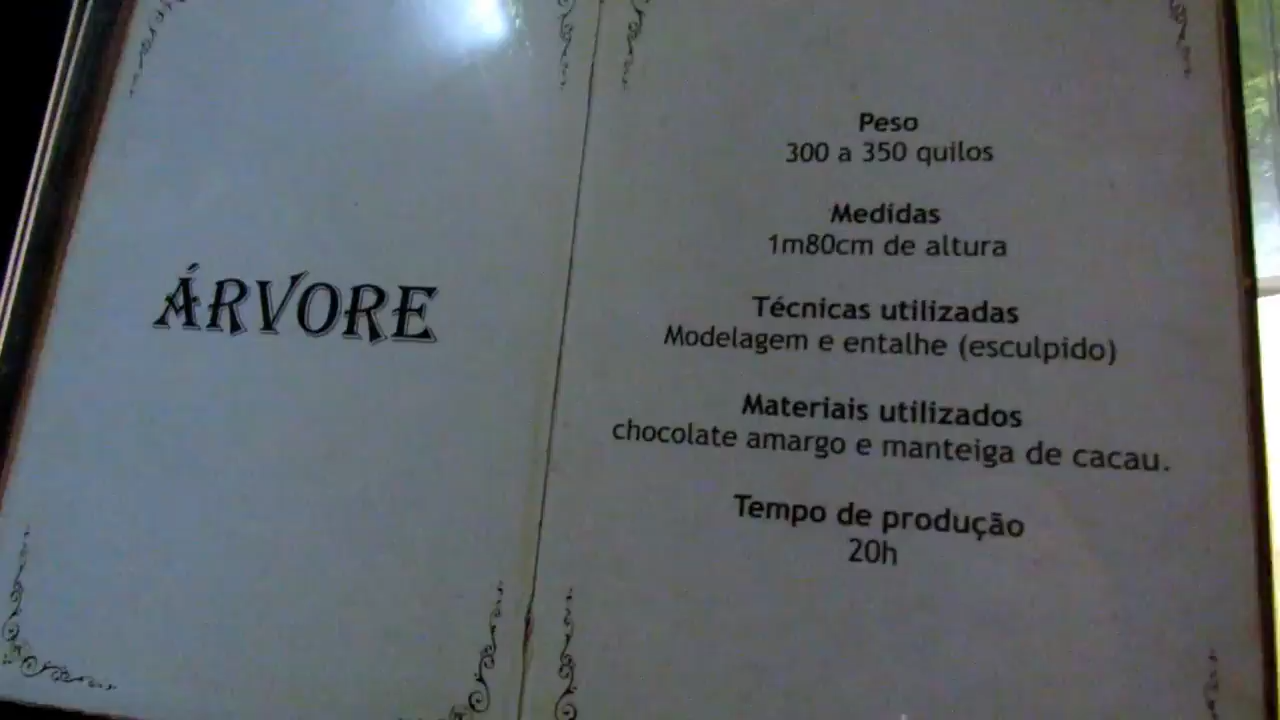 ÁRVORE
Peso
300 a 350 quilos
Medidas
1m80cm de altura
Técnicas utilizadas
Modelagem e entalhe (esculpido)
Materiais utilizados
chocolate amargo e manteiga de cacau.
Tempo de produção
20h